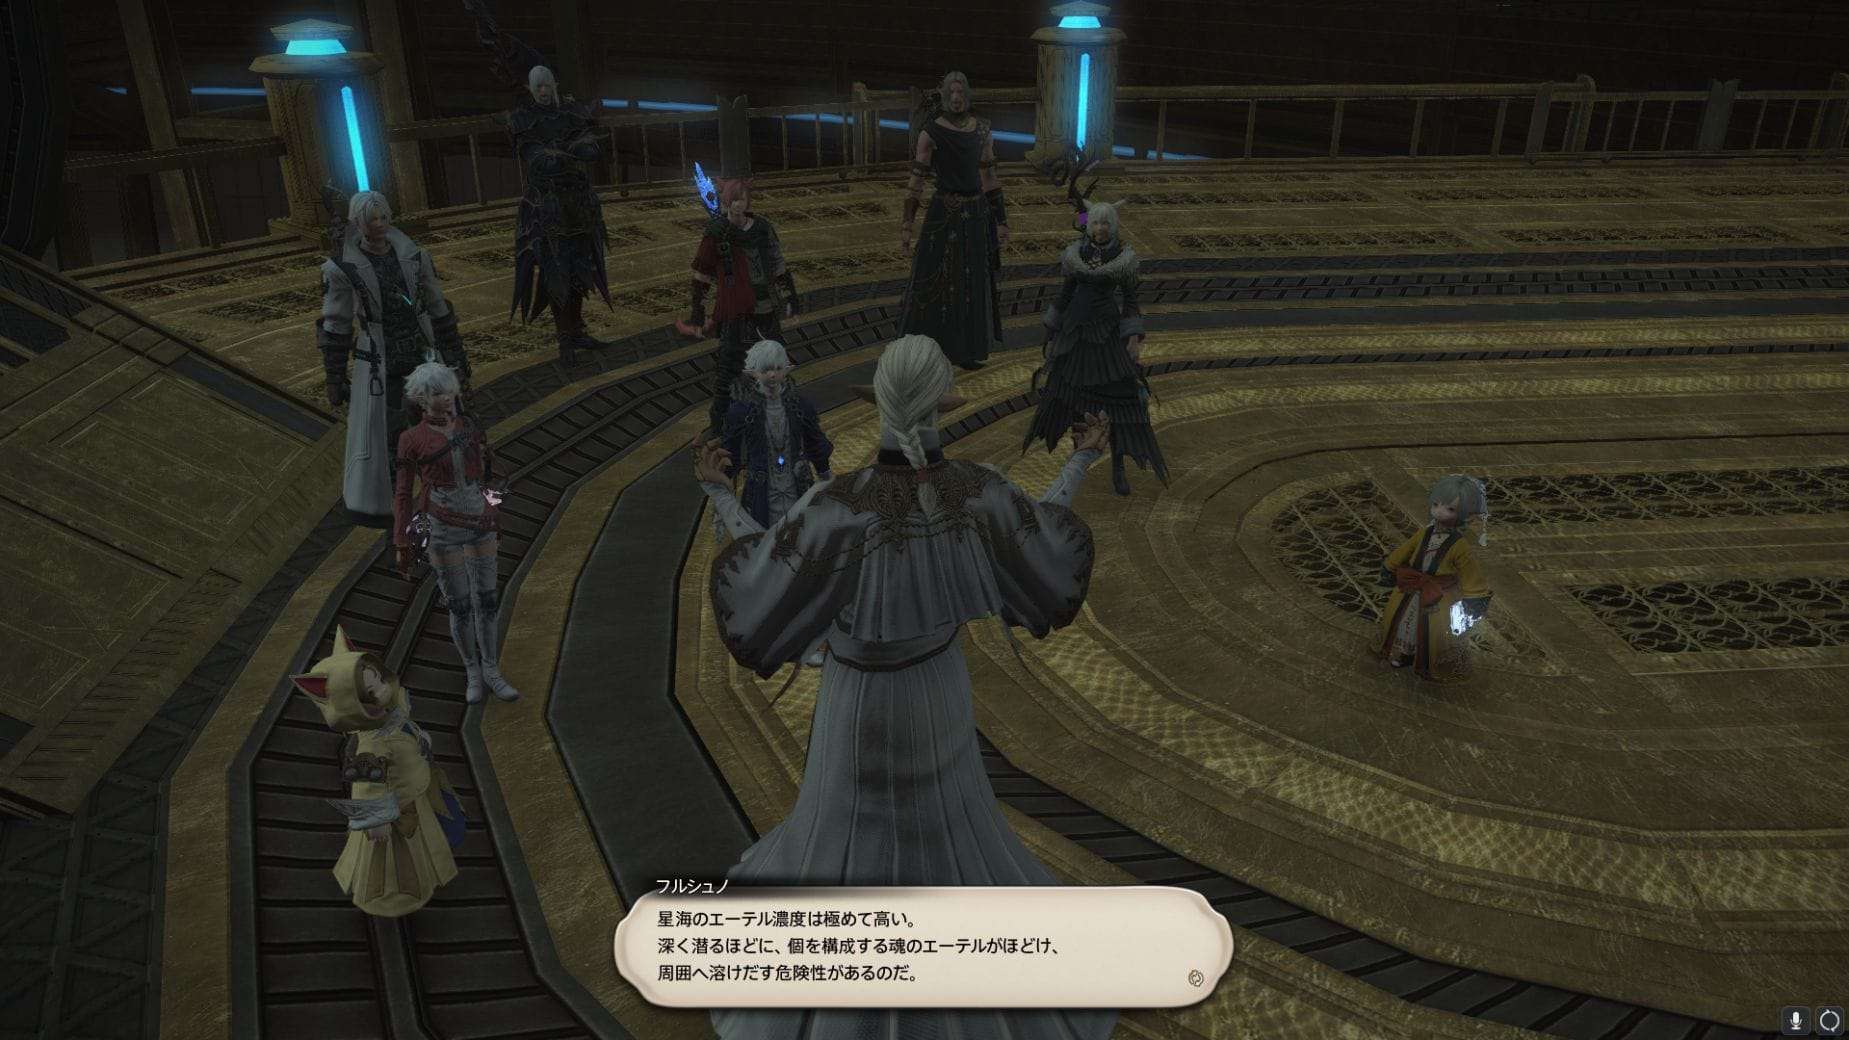 フルシュノ
星海のエーテル濃度は極めて高い。
深く潜るほどに、個を構成する魂のエーテルがほどけ、
周囲へ溶けだす危険性があるのだ。